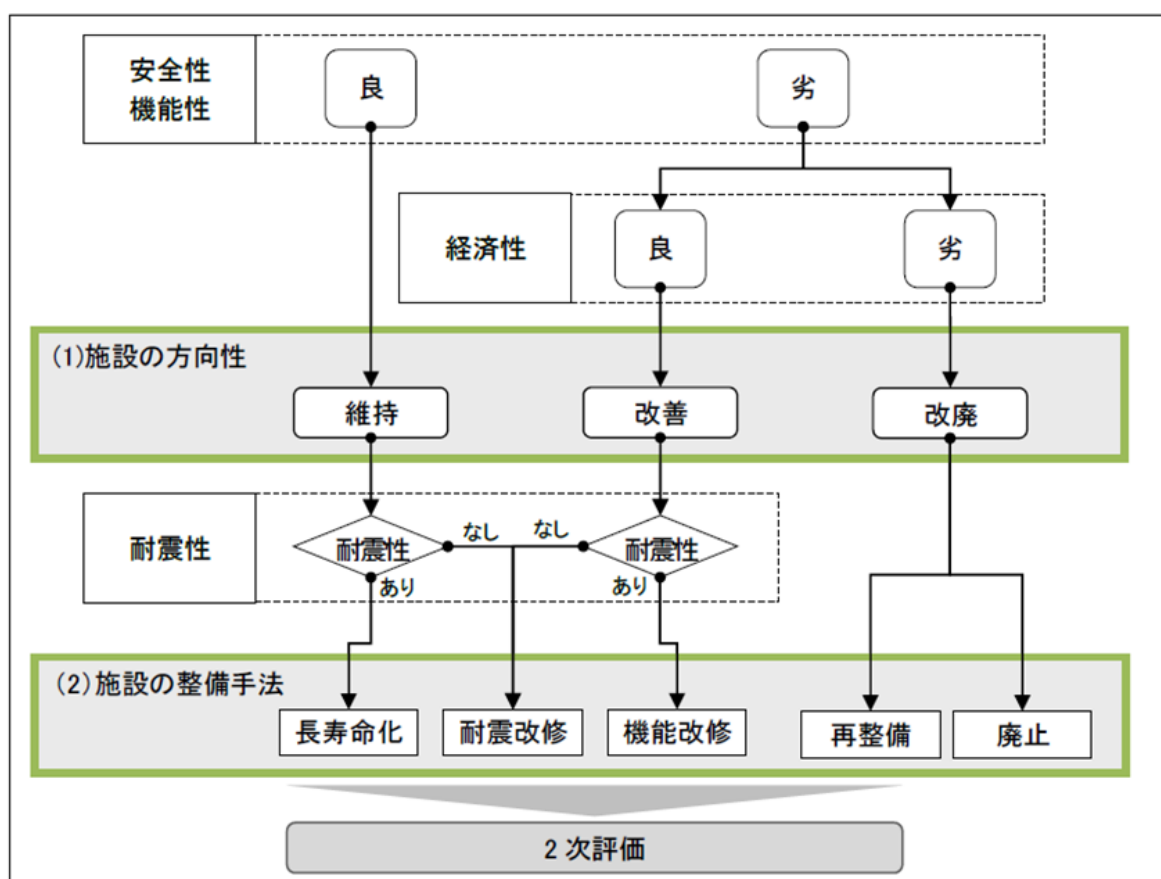 安全性
機能性
良
劣
経済性
良
劣
(1)施設の方向性
維持
改善
改廃
耐震性
耐震性
なし
なし
耐震性
あり
あり
(2)施設の整備手法
長寿命化
耐震改修
機能改修
再整備
廃止
2 次評価